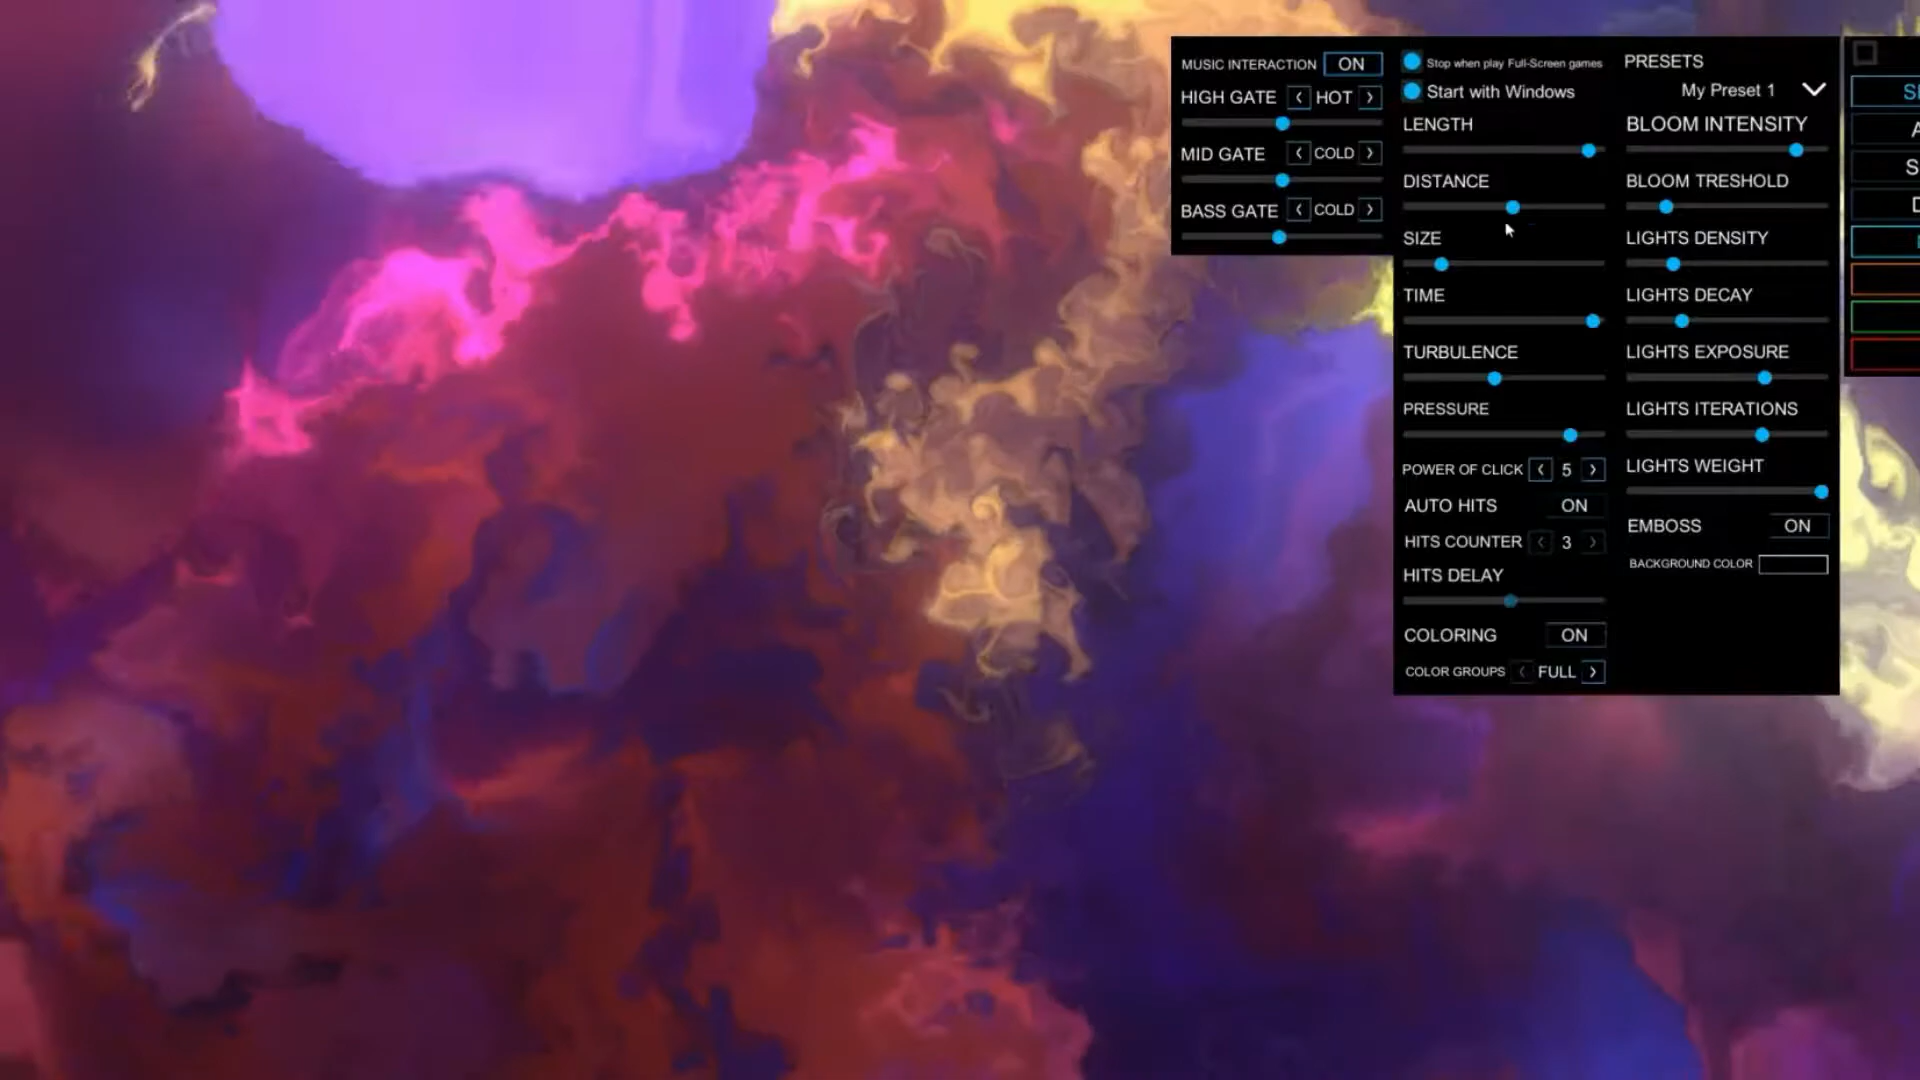 MUSIC INTERACTION ON
HIGH GATE < HOT >
MID GATE < COLD >
BASS GATE < COLD >
Stop when play Full-Screen games
Start with Windows
LENGTH
DISTANCE
SIZE
TIME
TURBULENCE
PRESSURE
POWER OF CLICK < 5 >
AUTO HITS ON
HITS COUNTER < 3 >
HITS DELAY
COLORING ON
COLOR GROUPS < FULL >
PRESETS
My Preset 1
BLOOM INTENSITY
BLOOM TRESHOLD
LIGHTS DENSITY
LIGHTS DECAY
LIGHTS EXPOSURE
LIGHTS ITERATIONS
LIGHTS WEIGHT
EMBOSS ON
BACKGROUND COLOR